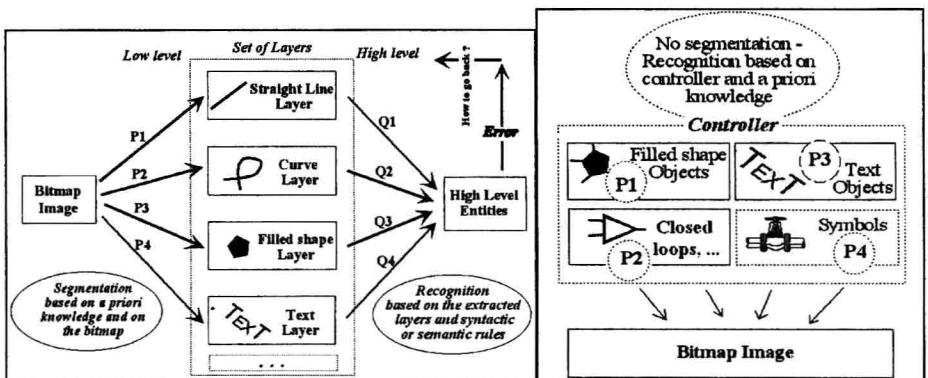 Low level
Set of Layers
High level
Straight Line
Layer
Curve
Layer
Filled shape
Layer
TEXT
Text
Layer
. . .
Bitmap
Image
P1
P2
P3
P4
Q1
Q2
Q3
Q4
High Level
Entities
Error
How to go back ?
Segmentation
based on a priori
knowledge and on
the bitmap
Recognition
based on the extracted
layers and syntactic
or semantic rules
No segmentation -
Recognition based on
controller and a priori
knowledge
Controller
Filled shape
Objects
P1
TEXT
P3
Text
Objects
Closed
loops, ...
P2
Symbols
P4
Bitmap Image